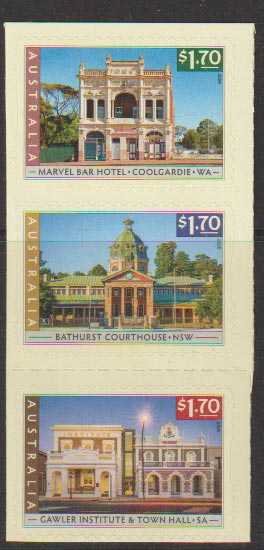 $1.70
AUSTRALIA
MARVEL BAR HOTEL • COOLGARDIE • WA
$1.70
AUSTRALIA
BATHURST COURTHOUSE • NSW
$1.70
AUSTRALIA
INSTITUTE
GAWLER INSTITUTE & TOWN HALL • SA